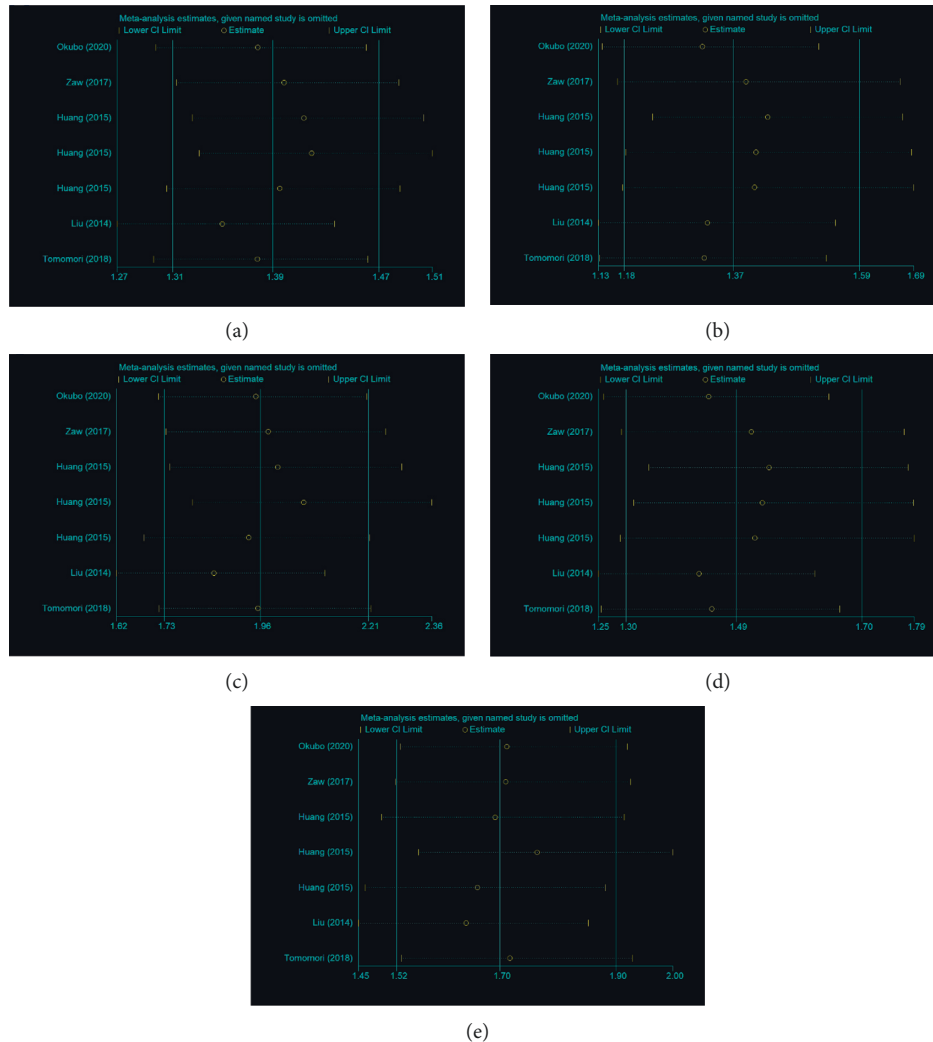 Meta-analysis estimates, given named study is omitted
Lower CI Limit Estimate Upper CI Limit
Okubo (2020)
Zaw (2017)
Huang (2015)
Huang (2015)
Huang (2015)
Liu (2014)
Tomomori (2018)
1.27 1.31 1.39 1.47 1.51
(a)
Meta-analysis estimates, given named study is omitted
Lower CI Limit Estimate Upper CI Limit
Okubo (2020)
Zaw (2017)
Huang (2015)
Huang (2015)
Huang (2015)
Liu (2014)
Tomomori (2018)
1.13 1.18 1.37 1.59 1.69
(b)
Meta-analysis estimates, given named study is omitted
Lower CI Limit Estimate Upper CI Limit
Okubo (2020)
Zaw (2017)
Huang (2015)
Huang (2015)
Huang (2015)
Liu (2014)
Tomomori (2018)
1.62 1.73 1.96 2.21 2.36
(c)
Meta-analysis estimates, given named study is omitted
Lower CI Limit Estimate Upper CI Limit
Okubo (2020)
Zaw (2017)
Huang (2015)
Huang (2015)
Huang (2015)
Liu (2014)
Tomomori (2018)
1.25 1.30 1.49 1.70 1.79
(d)
Meta-analysis estimates, given named study is omitted
Lower CI Limit Estimate Upper CI Limit
Okubo (2020)
Zaw (2017)
Huang (2015)
Huang (2015)
Huang (2015)
Liu (2014)
Tomomori (2018)
1.45 1.52 1.70 1.90 2.00
(e)